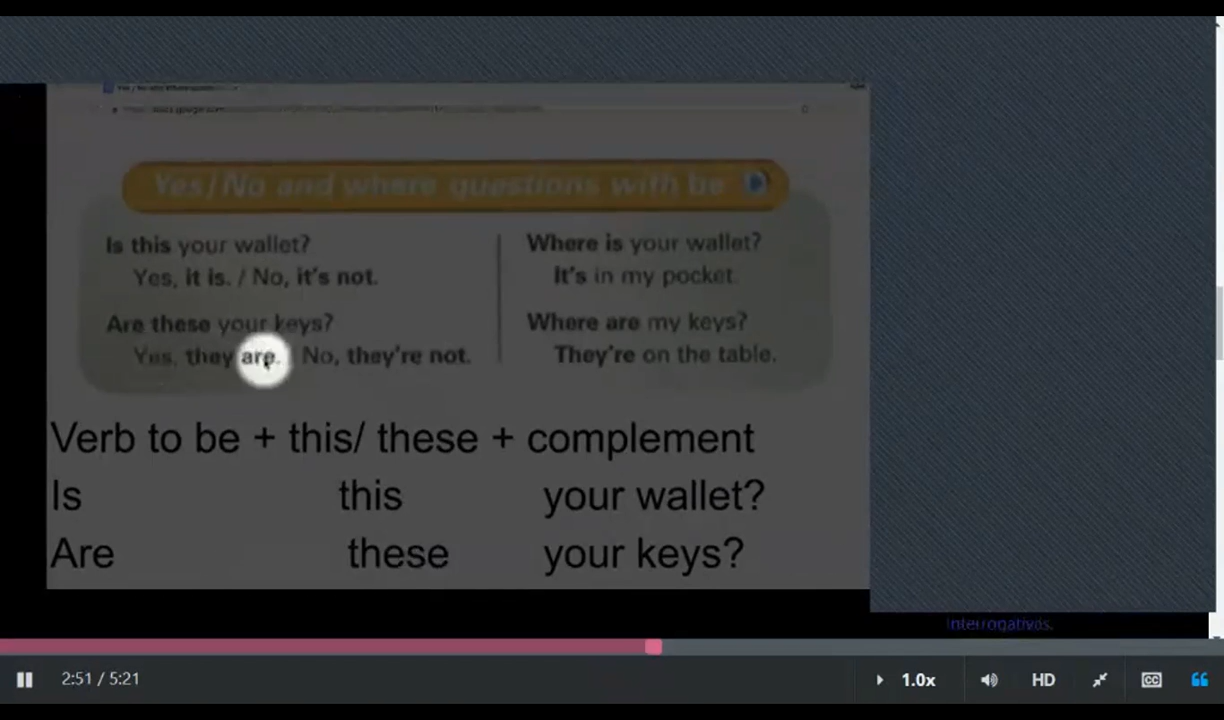 Yes/No and where questions with be
Is this your wallet?
Yes, it is. / No, it's not.
Are these your keys?
Yes, they are. No, they're not.
Where is your wallet?
It's in my pocket.
Where are my keys?
They're on the table.
Verb to be + this/ these + complement
Is this your wallet?
Are these your keys?
Interrogativos.
2:51 / 5:21
1.0x
HD
CC